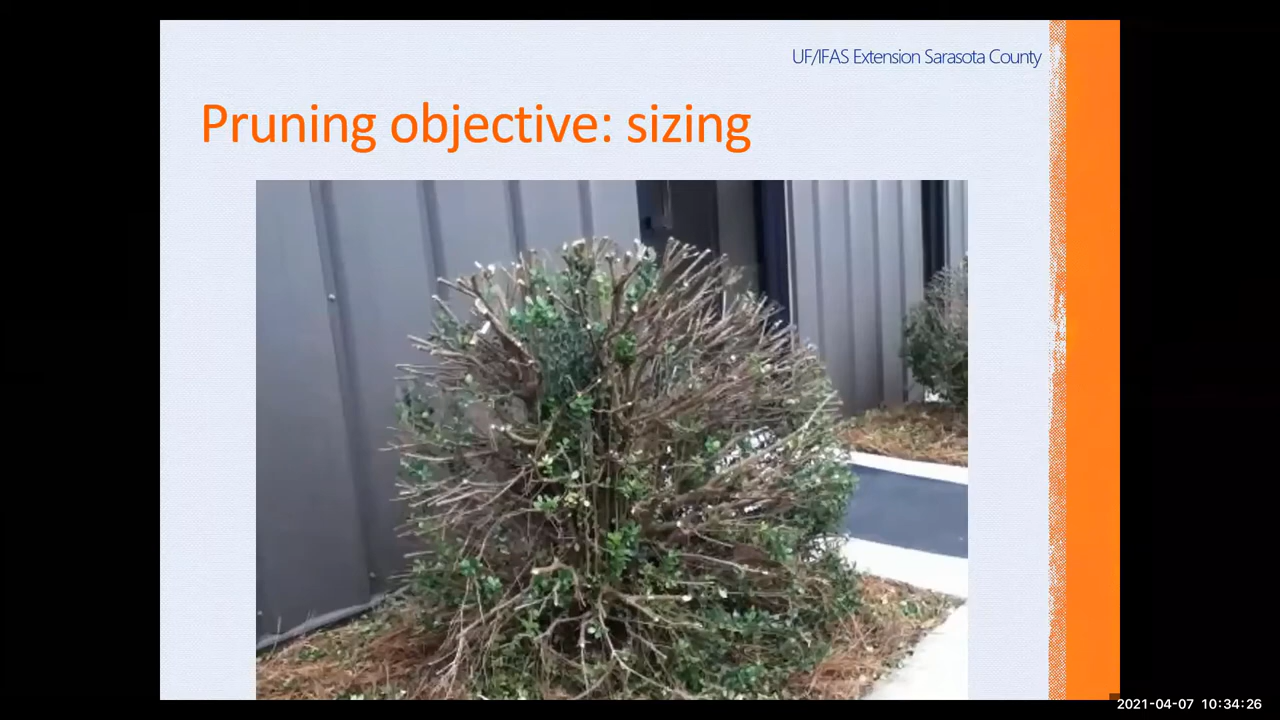 UF/IFAS Extension Sarasota County
Pruning objective: sizing
2021-04-07 10:34:26